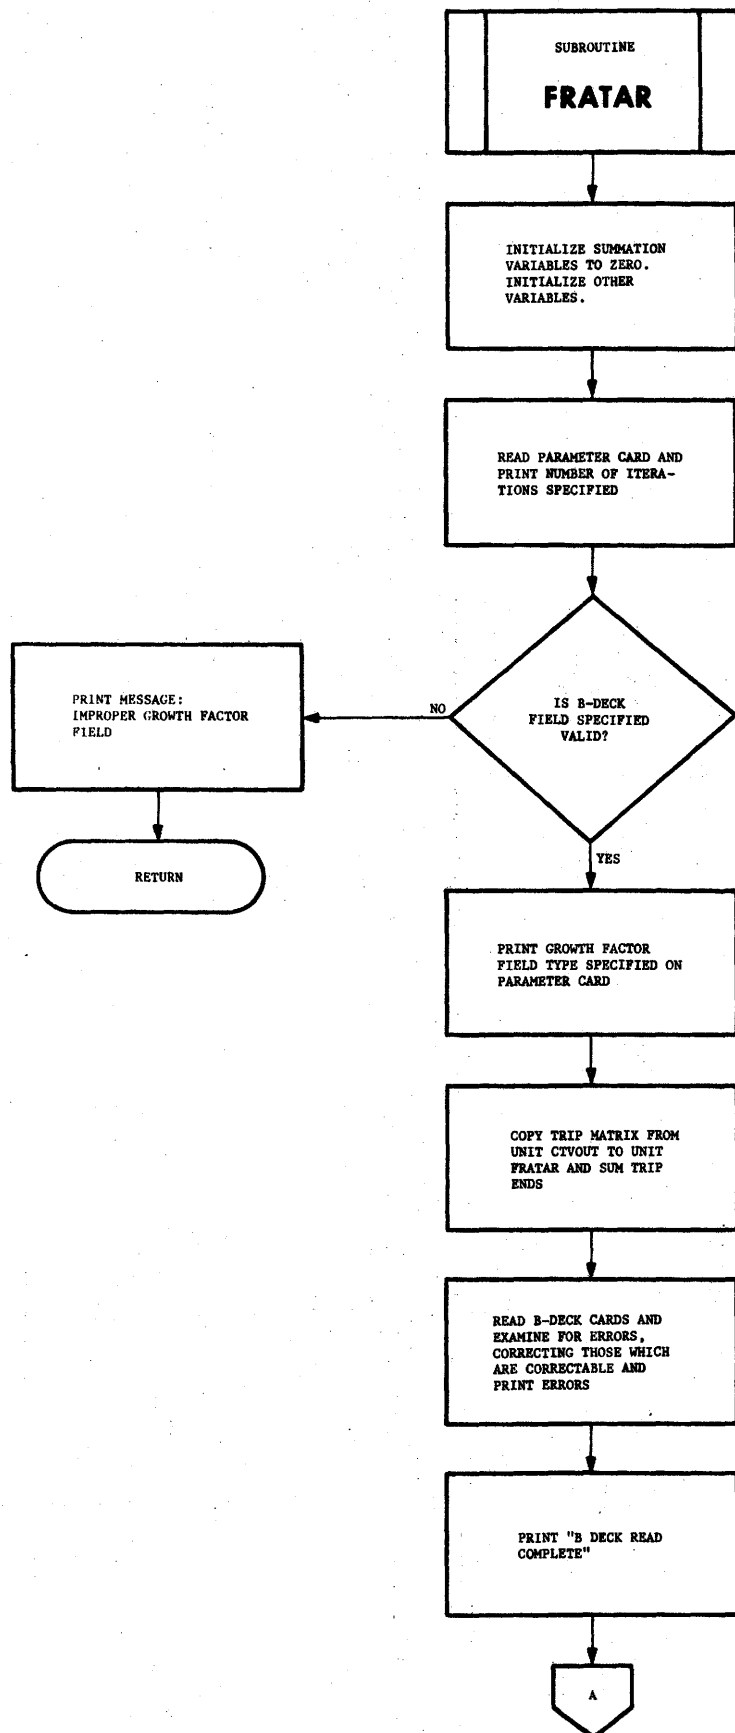 SUBROUTINE
FRATAR
INITIALIZE SUMMATION
VARIABLES TO ZERO.
INITIALIZE OTHER
VARIABLES.
READ PARAMETER CARD AND
PRINT NUMBER OF ITERA-
TIONS SPECIFIED
IS B-DECK
FIELD SPECIFIED
VALID?
NO
PRINT MESSAGE:
IMPROPER GROWTH FACTOR
FIELD
RETURN
YES
PRINT GROWTH FACTOR
FIELD TYPE SPECIFIED ON
PARAMETER CARD
COPY TRIP MATRIX FROM
UNIT CTVOUT TO UNIT
FRATAR AND SUM TRIP
ENDS
READ B-DECK CARDS AND
EXAMINE FOR ERRORS,
CORRECTING THOSE WHICH
ARE CORRECTABLE AND
PRINT ERRORS
PRINT "B DECK READ
COMPLETE"
A